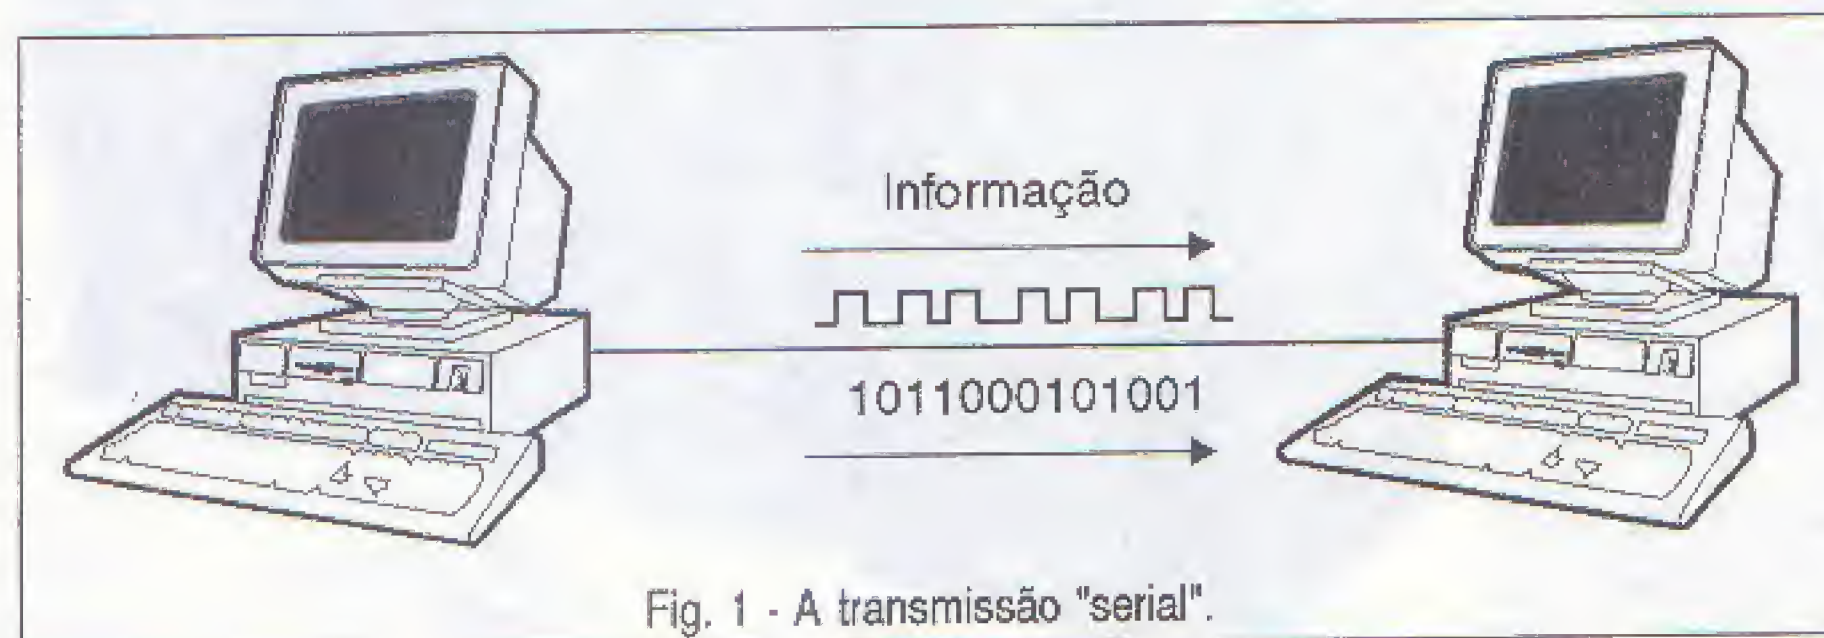 Informação
1011000101001
Fig. 1 - A transmissão "serial".